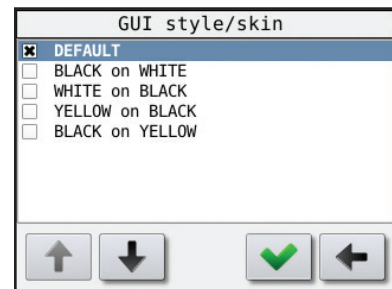 GUI style/skin
DEFAULT
BLACK on WHITE
WHITE on BLACK
YELLOW on BLACK
BLACK on YELLOW